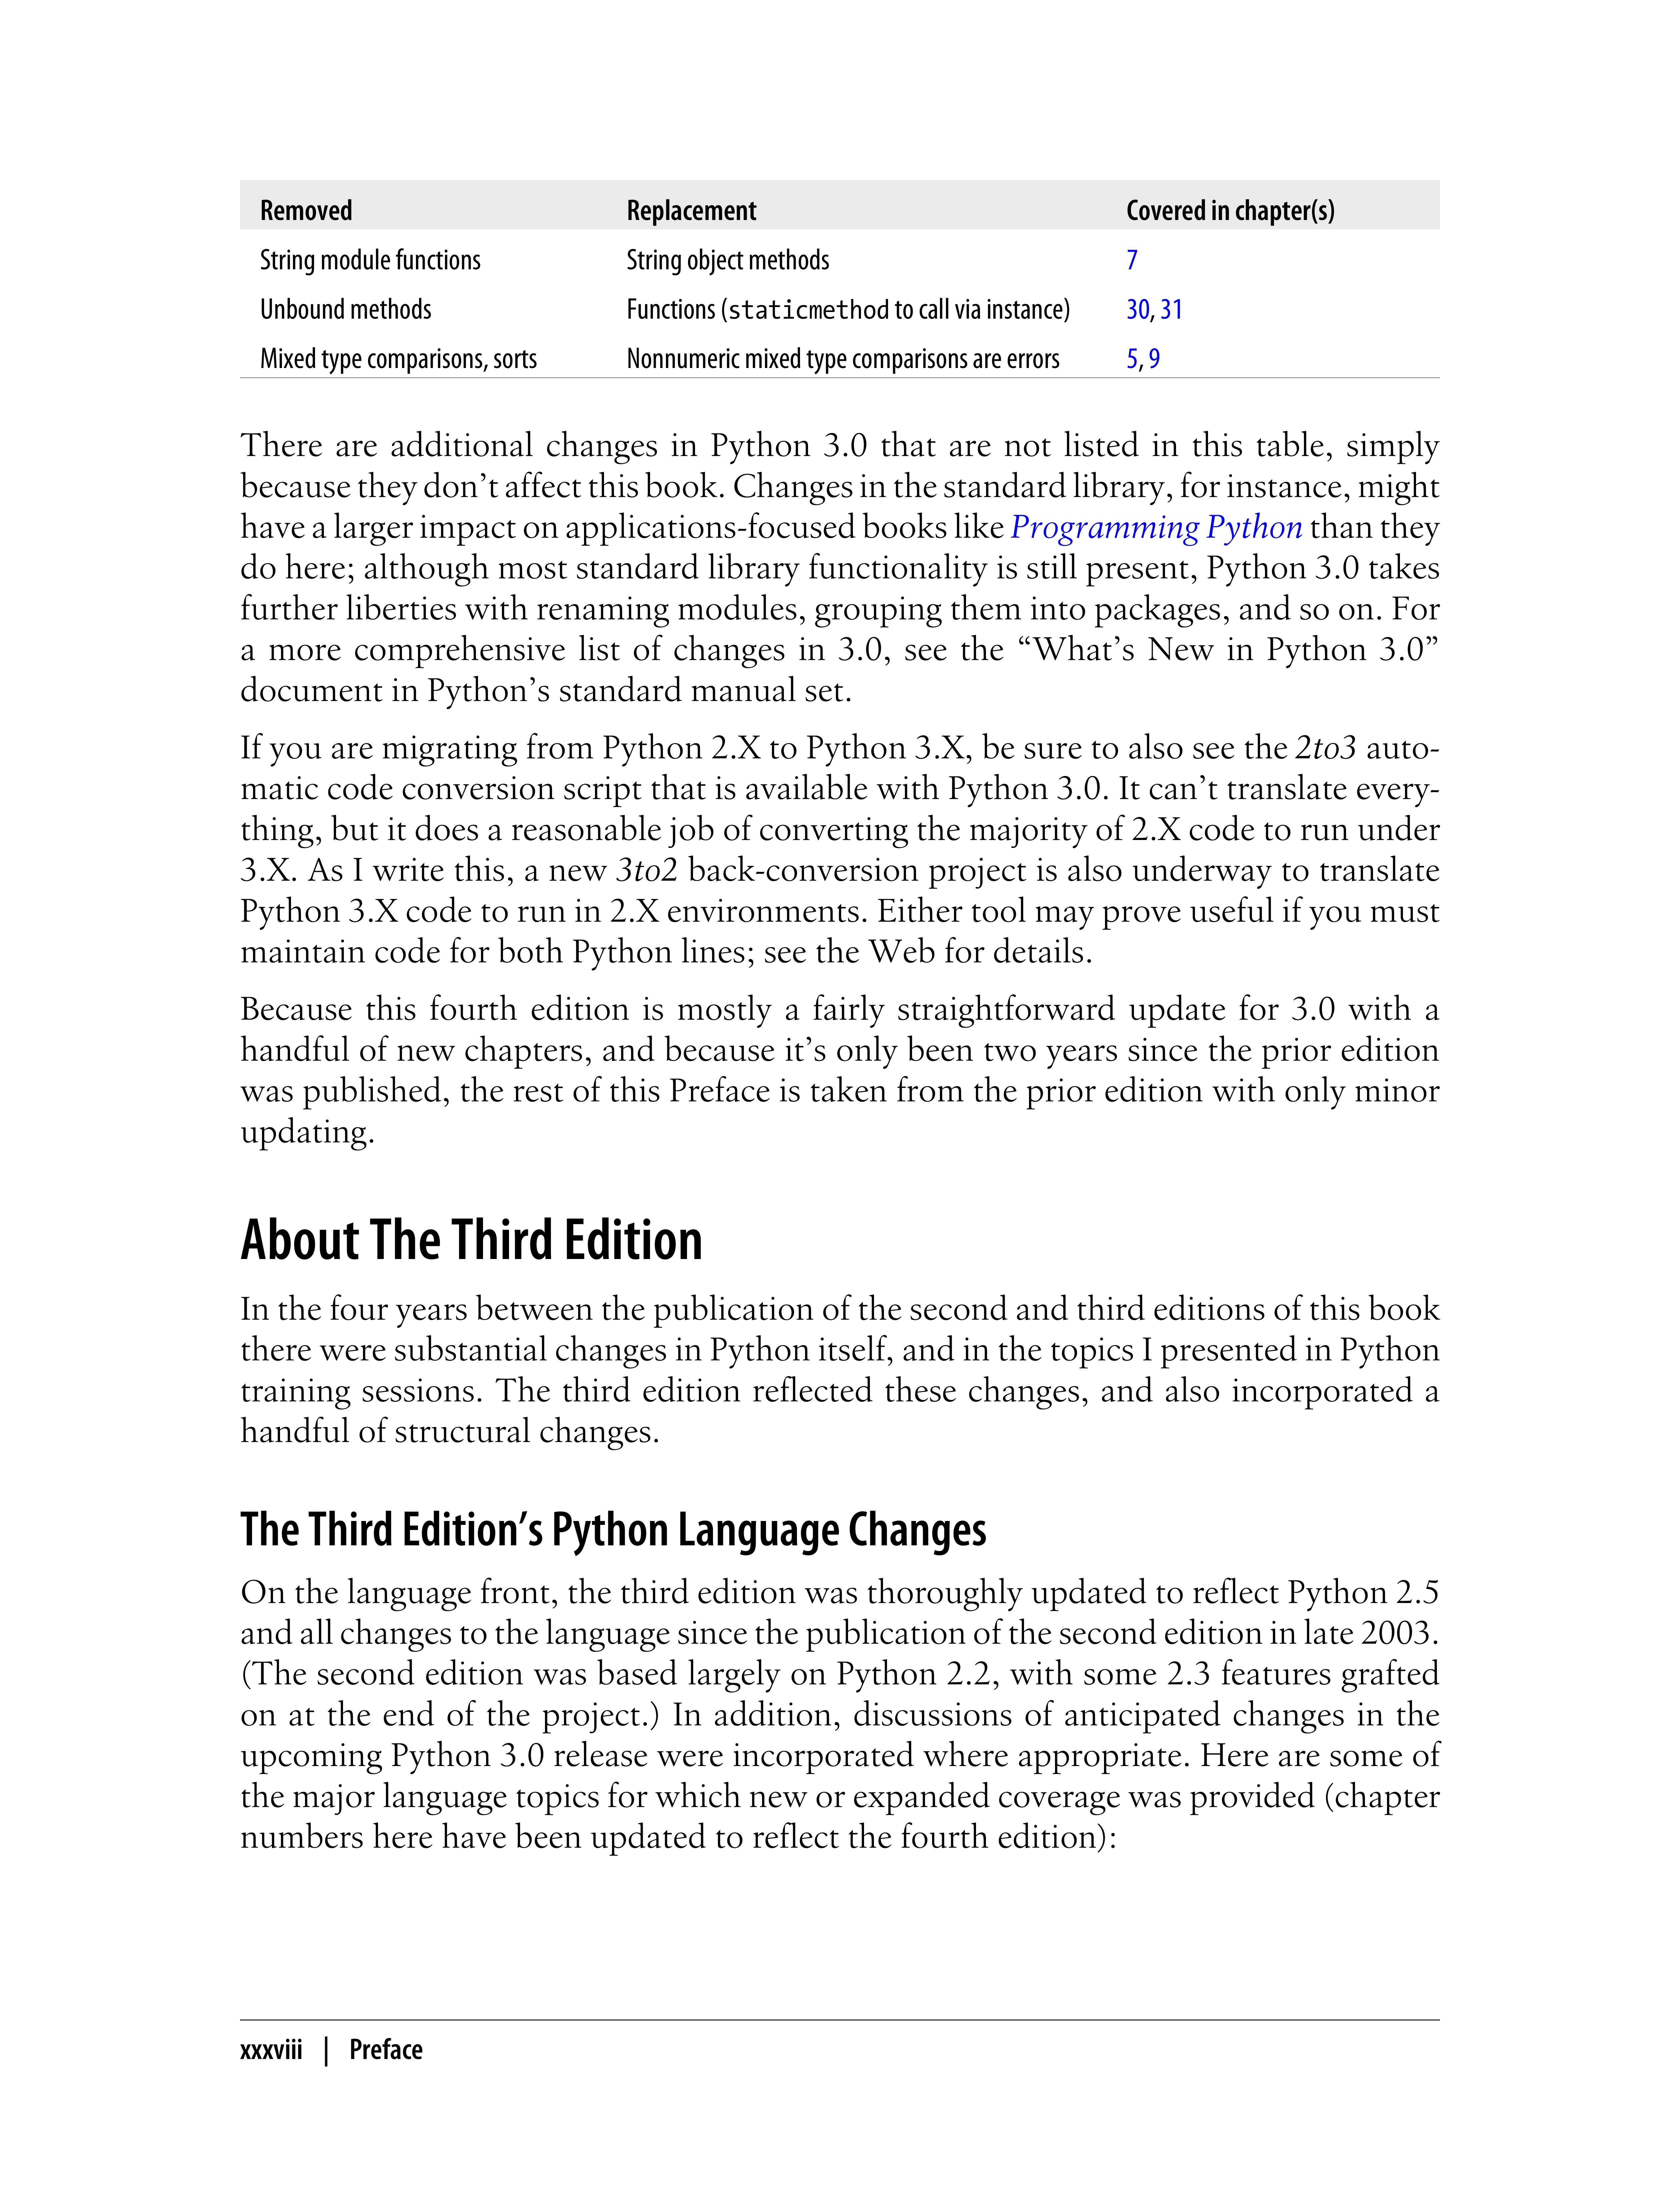 Removed Replacement Covered in chapter(s)
String module functions String object methods 7
Unbound methods Functions (staticmethod to call via instance) 30, 31
Mixed type comparisons, sorts Nonnumeric mixed type comparisons are errors 5, 9
There are additional changes in Python 3.0 that are not listed in this table, simply
because they don’t affect this book. Changes in the standard library, for instance, might
have a larger impact on applications-focused books like Programming Python than they
do here; although most standard library functionality is still present, Python 3.0 takes
further liberties with renaming modules, grouping them into packages, and so on. For
a more comprehensive list of changes in 3.0, see the “What’s New in Python 3.0”
document in Python’s standard manual set.
If you are migrating from Python 2.X to Python 3.X, be sure to also see the 2to3 auto-
matic code conversion script that is available with Python 3.0. It can’t translate every-
thing, but it does a reasonable job of converting the majority of 2.X code to run under
3.X. As I write this, a new 3to2 back-conversion project is also underway to translate
Python 3.X code to run in 2.X environments. Either tool may prove useful if you must
maintain code for both Python lines; see the Web for details.
Because this fourth edition is mostly a fairly straightforward update for 3.0 with a
handful of new chapters, and because it’s only been two years since the prior edition
was published, the rest of this Preface is taken from the prior edition with only minor
updating.
About The Third Edition
In the four years between the publication of the second and third editions of this book
there were substantial changes in Python itself, and in the topics I presented in Python
training sessions. The third edition reflected these changes, and also incorporated a
handful of structural changes.
The Third Edition’s Python Language Changes
On the language front, the third edition was thoroughly updated to reflect Python 2.5
and all changes to the language since the publication of the second edition in late 2003.
(The second edition was based largely on Python 2.2, with some 2.3 features grafted
on at the end of the project.) In addition, discussions of anticipated changes in the
upcoming Python 3.0 release were incorporated where appropriate. Here are some of
the major language topics for which new or expanded coverage was provided (chapter
numbers here have been updated to reflect the fourth edition):
xxxviii | Preface